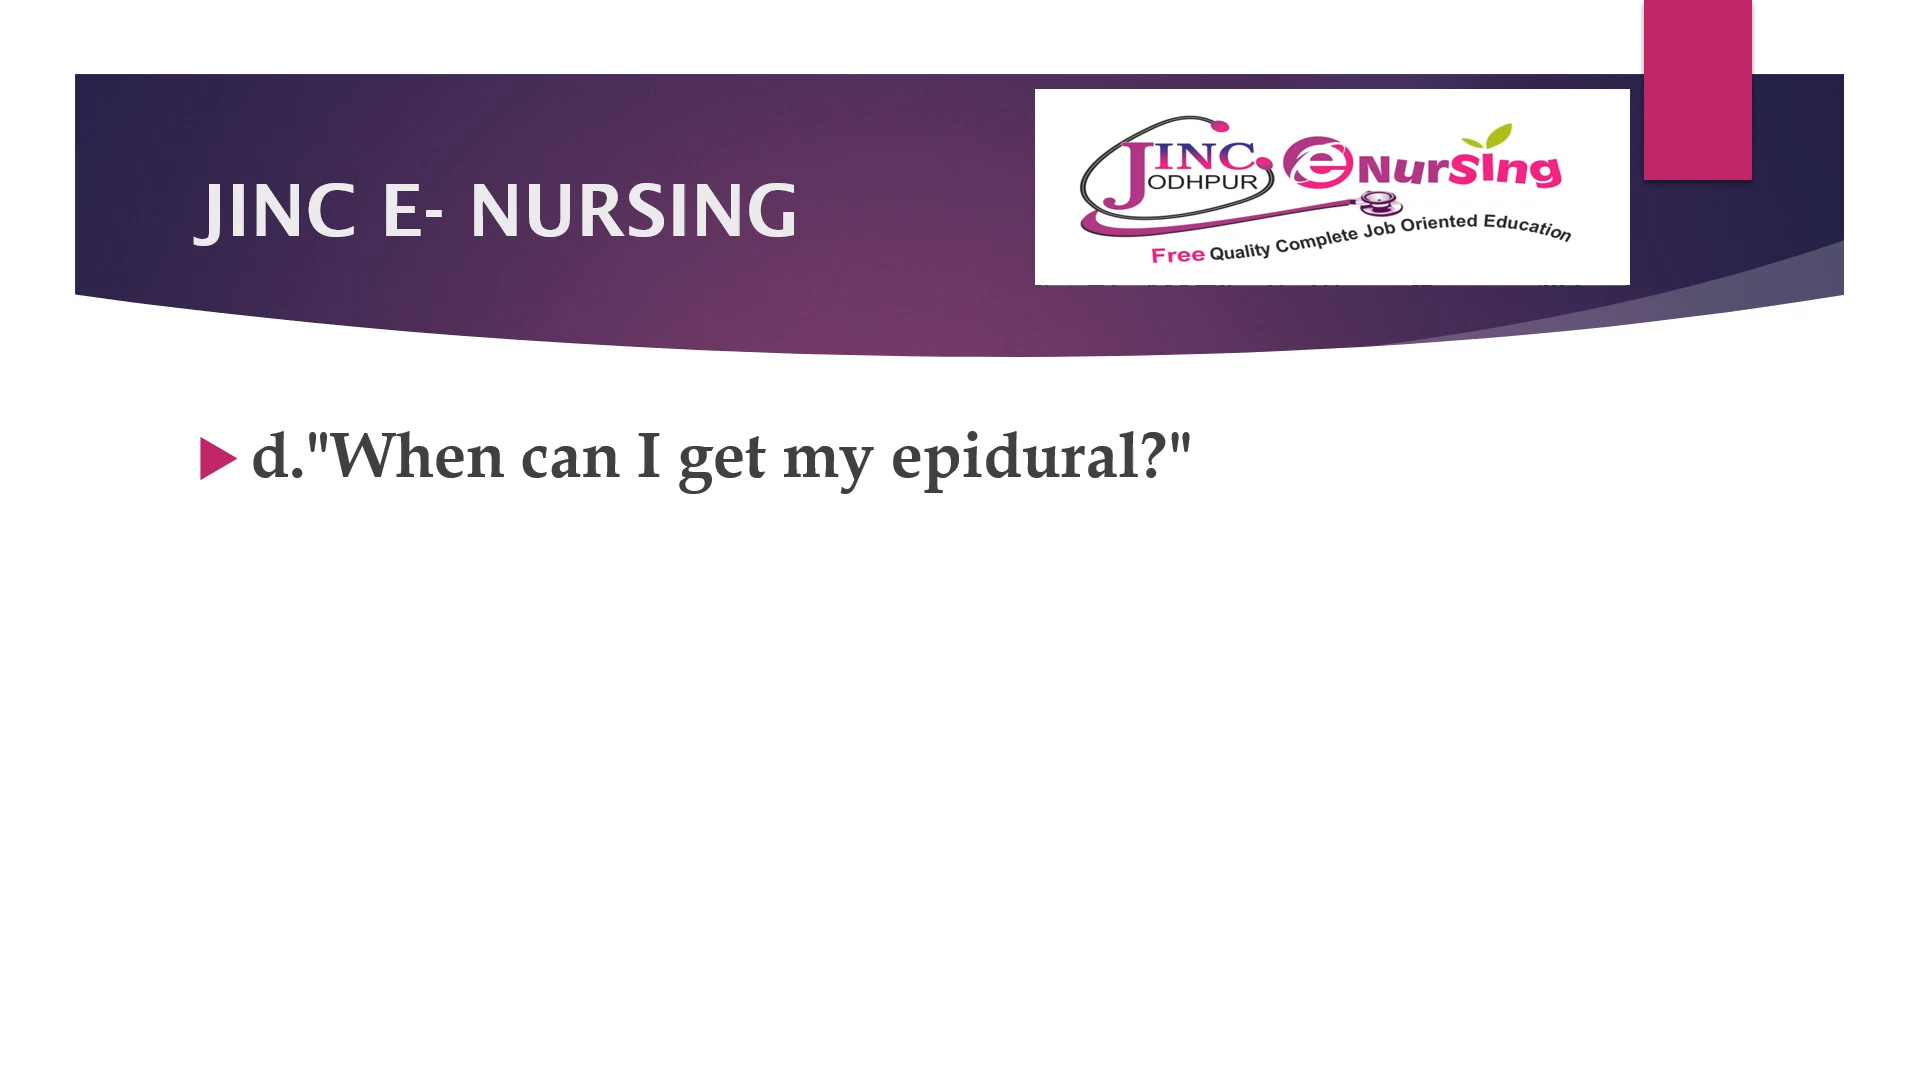 JINC E- NURSING
JINC
ODHPUR
eNursing
Free Quality Complete Job Oriented Education
d."When can I get my epidural?"